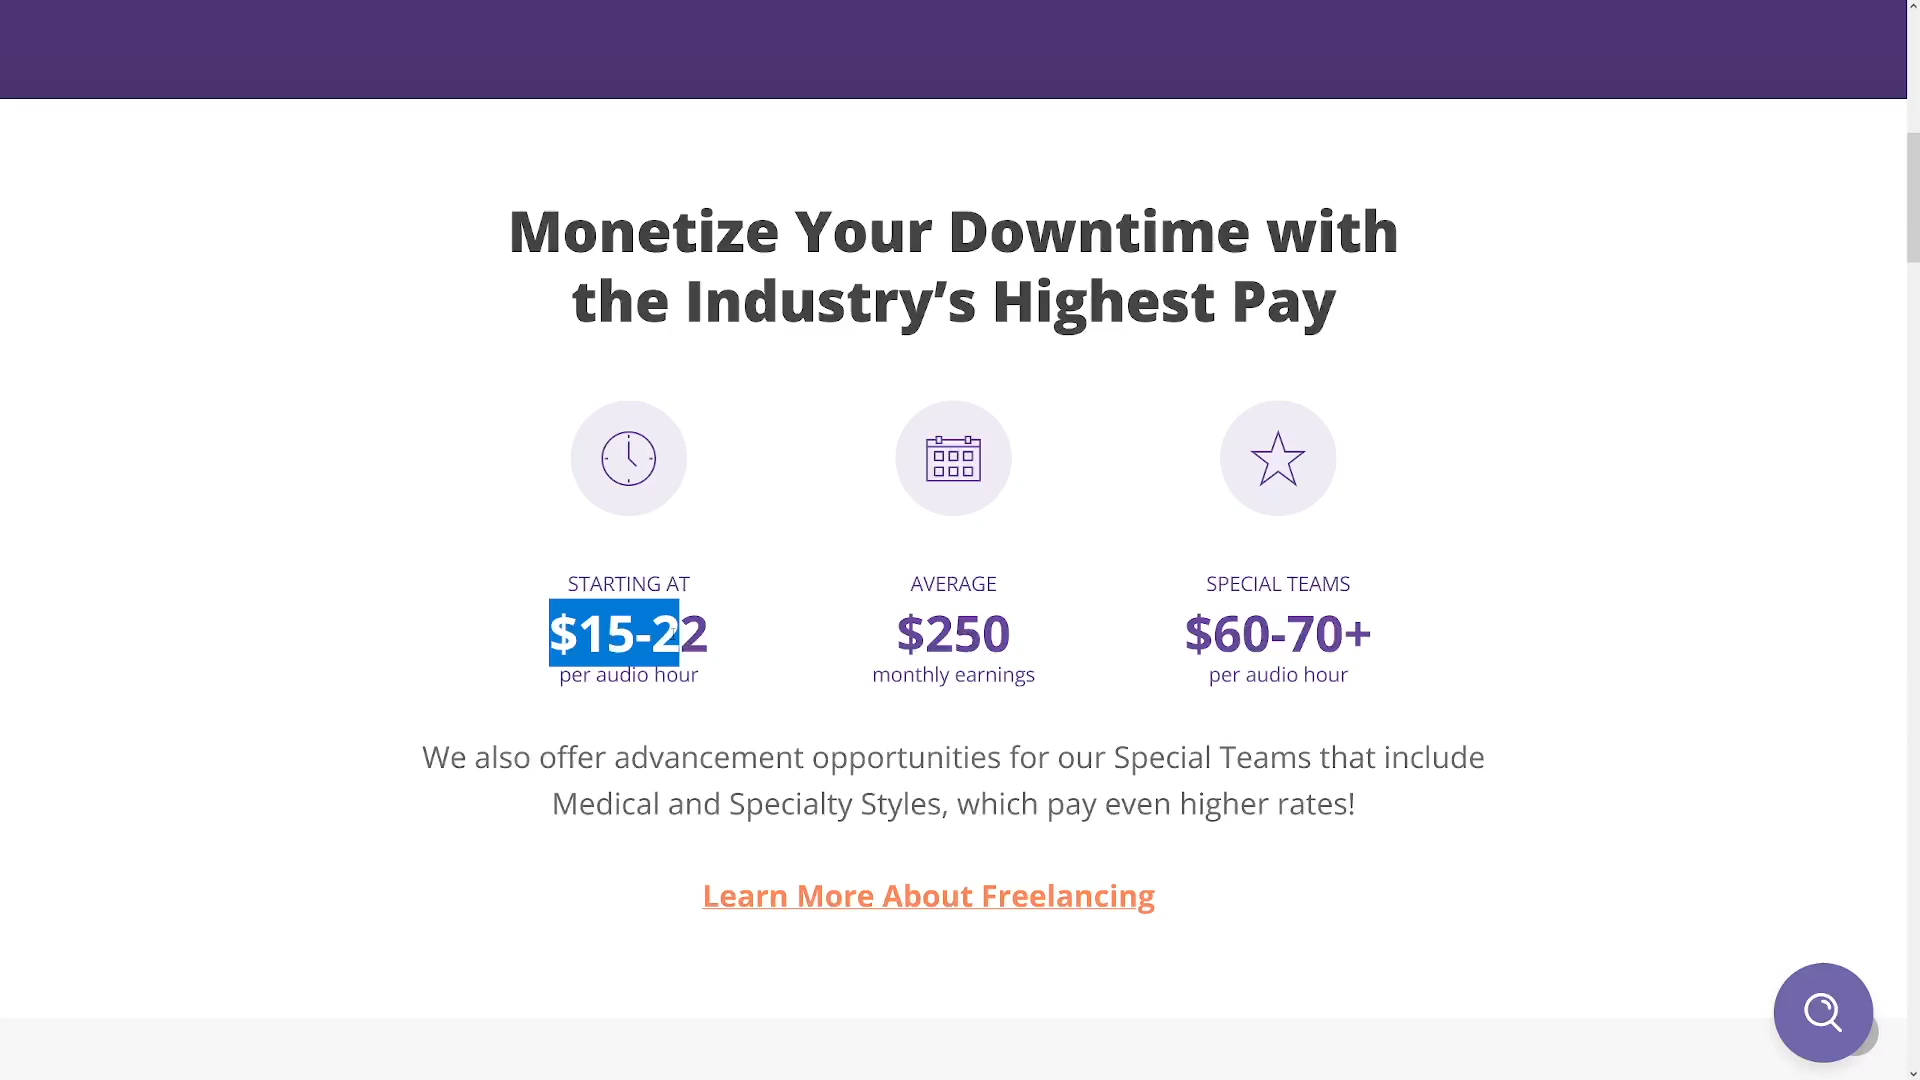 Monetize Your Downtime with
the Industry’s Highest Pay
STARTING AT
$15-22
per audio hour
AVERAGE
$250
monthly earnings
SPECIAL TEAMS
$60-70+
per audio hour
We also offer advancement opportunities for our Special Teams that include
Medical and Specialty Styles, which pay even higher rates!
Learn More About Freelancing